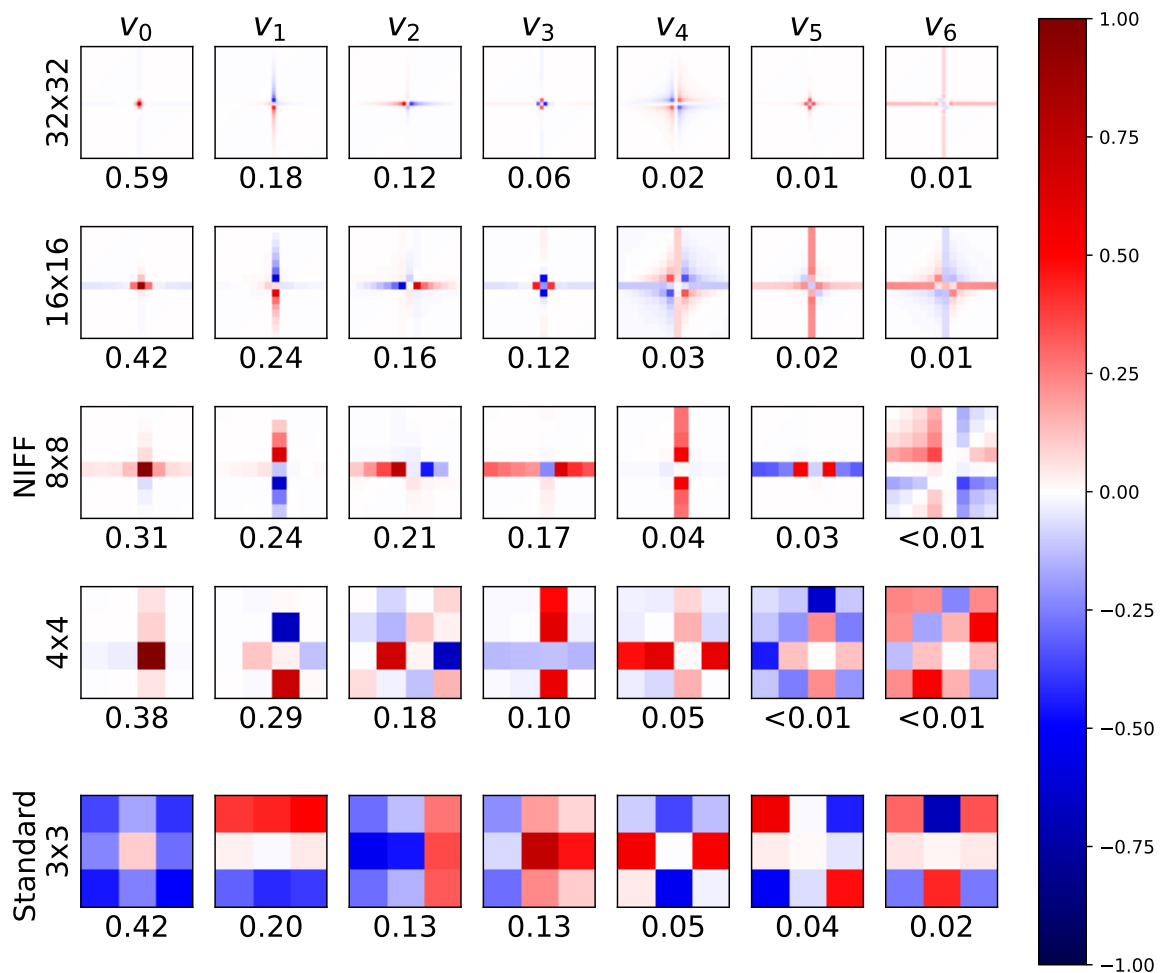 v0 v1 v2 v3 v4 v5 v6
32x32
0.59 0.18 0.12 0.06 0.02 0.01 0.01
16x16
0.42 0.24 0.16 0.12 0.03 0.02 0.01
NIFF
8x8
0.31 0.24 0.21 0.17 0.04 0.03 <0.01
4x4
0.38 0.29 0.18 0.10 0.05 <0.01 <0.01
Standard
3x3
0.42 0.20 0.13 0.13 0.05 0.04 0.02
1.00
0.75
0.50
0.25
0.00
−0.25
−0.50
−0.75
−1.00